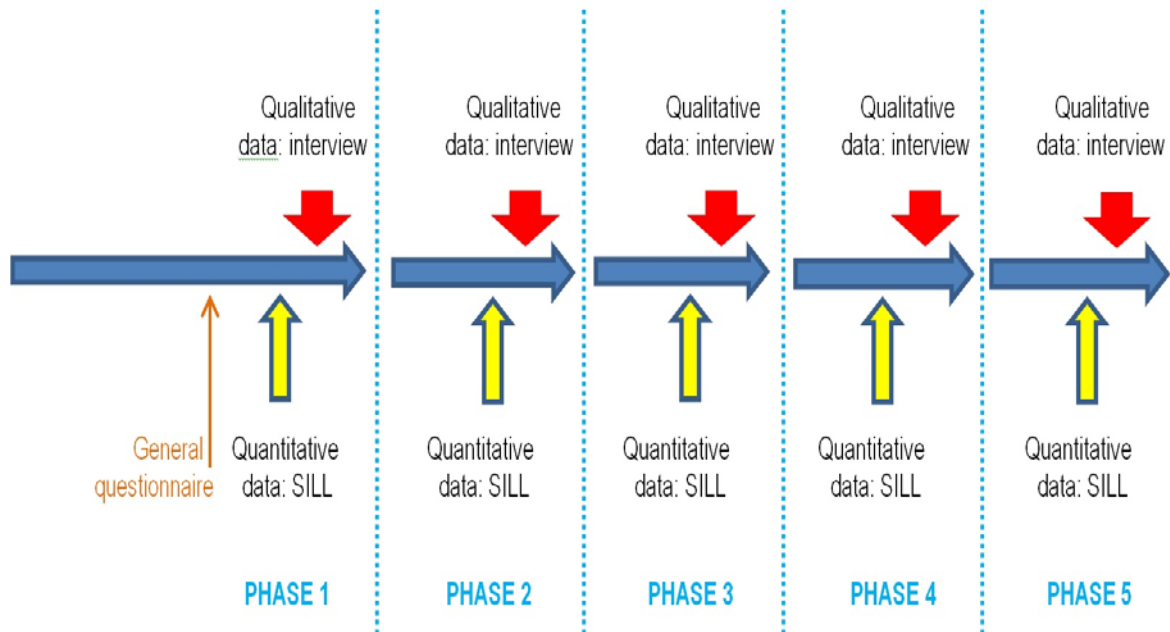 Qualitative
data: interview
Qualitative
data: interview
Qualitative
data: interview
Qualitative
data: interview
Qualitative
data: interview
General
questionnaire
Quantitative
data: SILL
Quantitative
data: SILL
Quantitative
data: SILL
Quantitative
data: SILL
Quantitative
data: SILL
PHASE 1
PHASE 2
PHASE 3
PHASE 4
PHASE 5